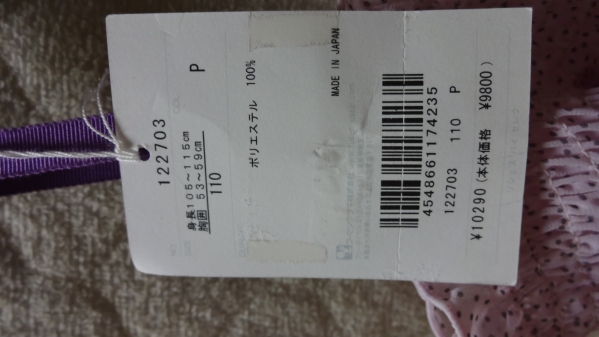 122703
P
身長105～115cm
胸囲 53～59cm
110
ポリエステル 100%
MADE IN JAPAN
4548661174235
122703 110 P
¥10290(本体価格 ¥9800)